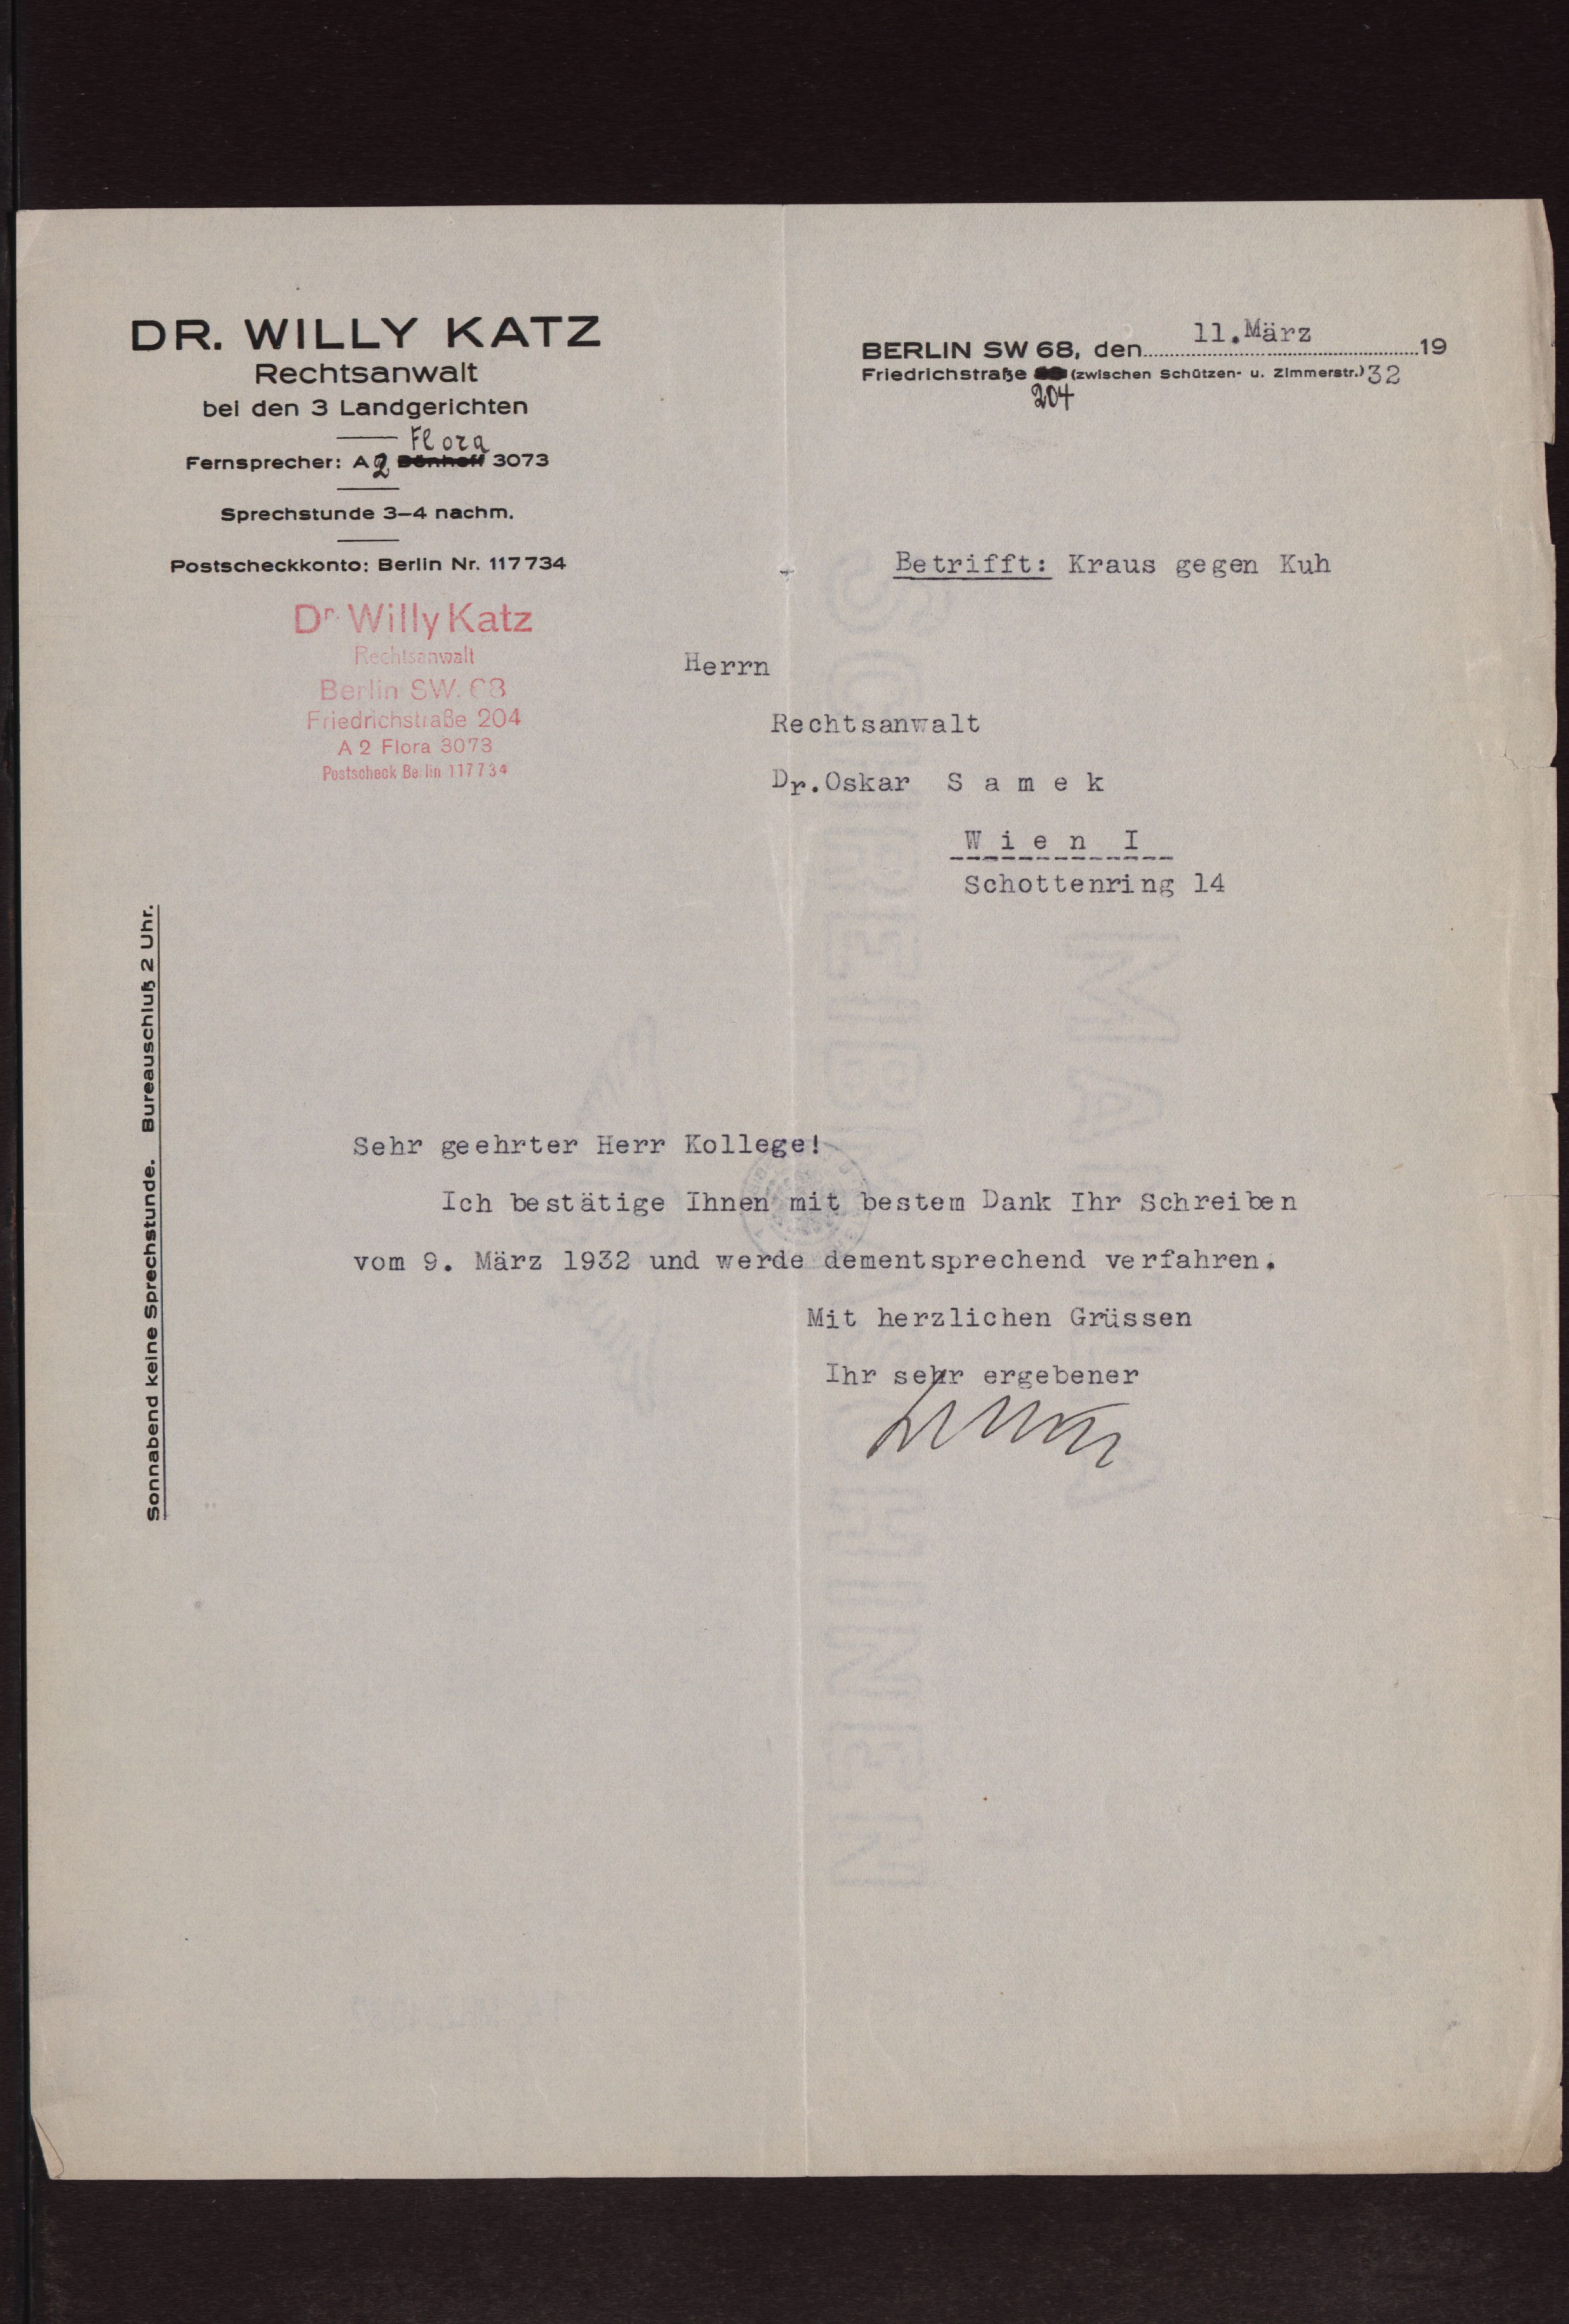 DR. WILLY KATZ
Rechtsanwalt
bei den 3 Landgerichten
Flora
Fernsprecher: A 2 Dönhoff 3073
Sprechstunde 3–4 nachm.
Postscheckkonto: Berlin Nr. 117734
Dr. Willy Katz
Rechtsanwalt
Berlin SW. 68
Friedrichstraße 204
A 2 Flora 3073
Postscheck Berlin 117734
BERLIN SW 68, den 11.März 19
Friedrichstraße (zwischen Schützen- u. Zimmerstr.) 32
204
Betrifft: Kraus gegen Kuh
Herrn
Rechtsanwalt
Dr.Oskar S a m e k
W i e n I
Schottenring 14
Sonnabend keine Sprechstunde. Bureauschluß 2 Uhr.
Sehr geehrter Herr Kollege!
Ich bestätige Ihnen mit bestem Dank Ihr Schreiben
vom 9. März 1932 und werde dementsprechend verfahren.
Mit herzlichen Grüssen
Ihr sehr ergebener